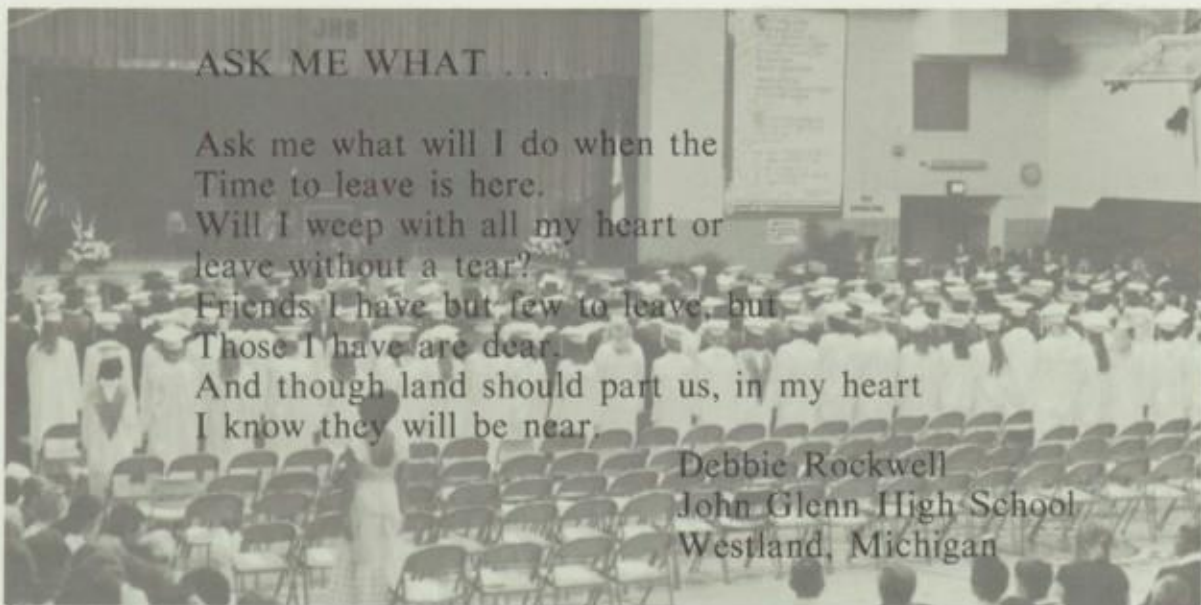 JHS
ASK ME WHAT ...
Ask me what will I do when the
Time to leave is here.
Will I weep with all my heart or
leave without a tear?
Friends I have but few to leave, but
Those I have are dear.
And though land should part us, in my heart
I know they will be near.
Debbie Rockwell
John Glenn High School
Westland, Michigan